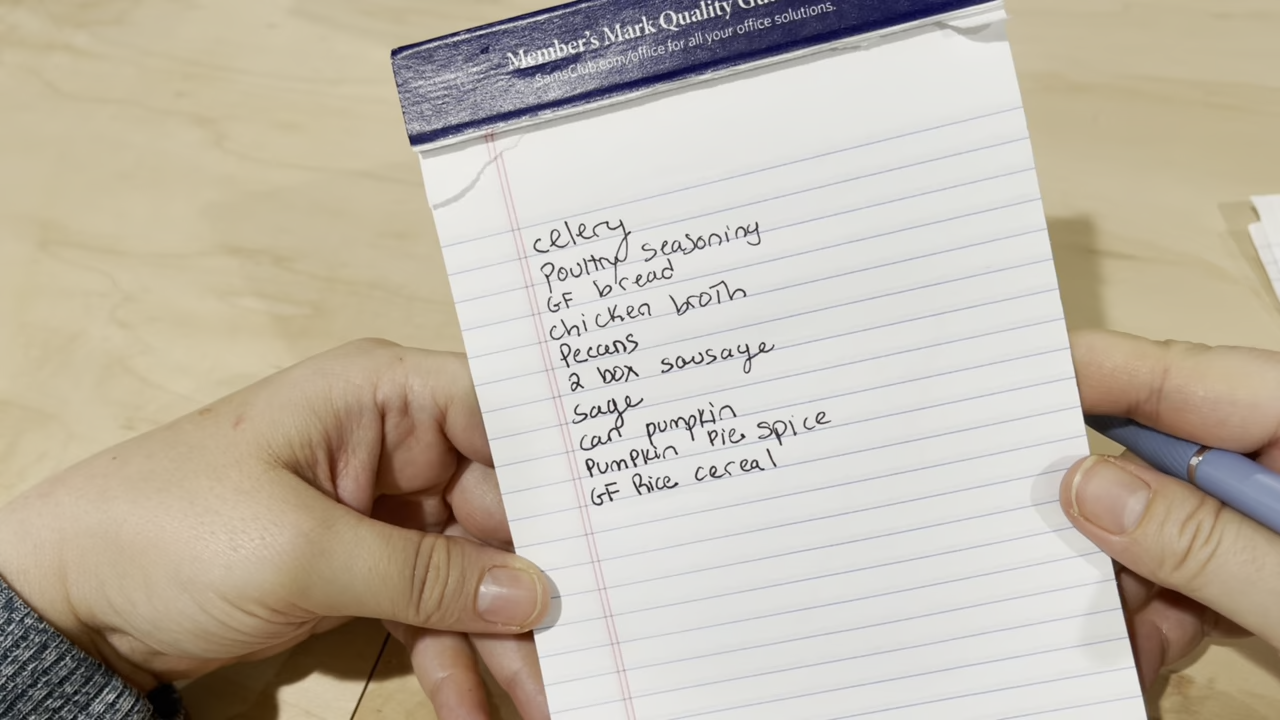 Member's Mark Quality
SamsClub.com/office for all your office solutions.
celery
Poultry seasoning
GF bread
chicken broth
Pecans
2 box sausage
sage
can pumpkin
Pumpkin Pie Spice
GF Rice cereal